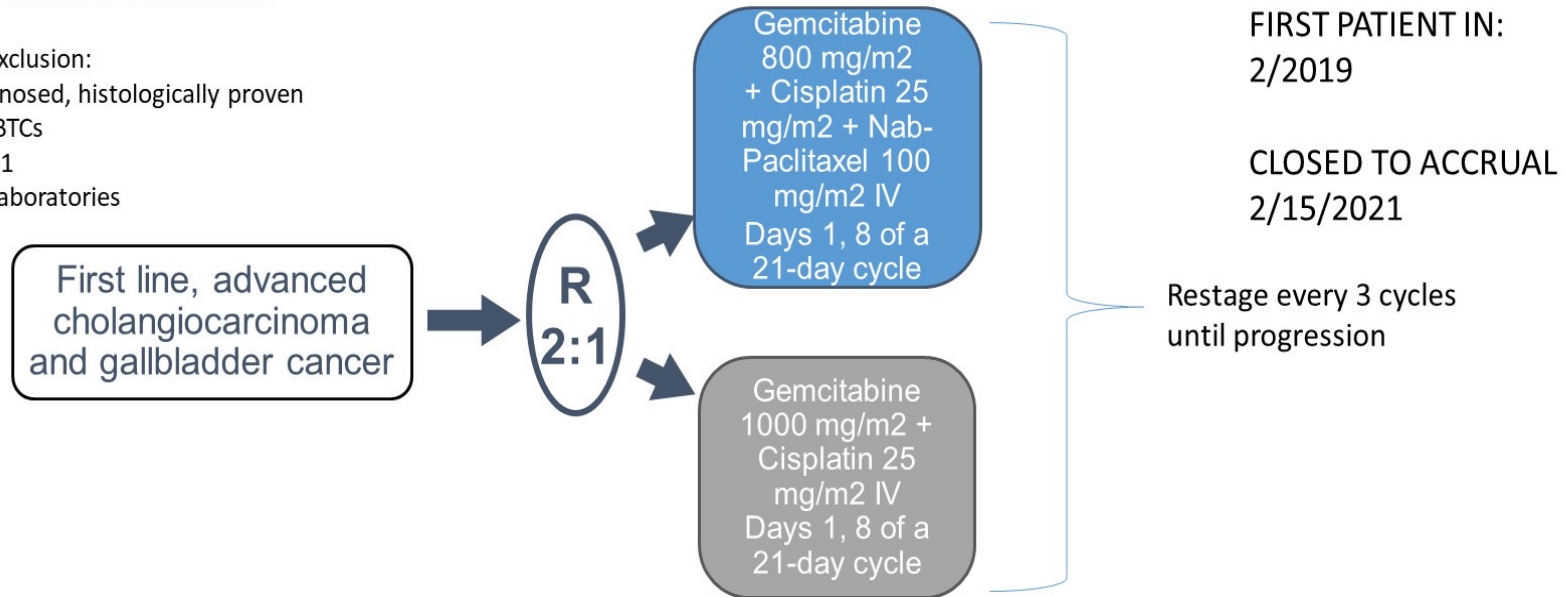 xclusion:
nosed, histologically proven
BTCs
1
aboratories
First line, advanced
cholangiocarcinoma
and gallbladder cancer
R
2:1
Gemcitabine
800 mg/m2
+ Cisplatin 25
mg/m2 + Nab-
Paclitaxel 100
mg/m2 IV
Days 1, 8 of a
21-day cycle
Gemcitabine
1000 mg/m2 +
Cisplatin 25
mg/m2 IV
Days 1, 8 of a
21-day cycle
FIRST PATIENT IN:
2/2019
CLOSED TO ACCRUAL
2/15/2021
Restage every 3 cycles
until progression